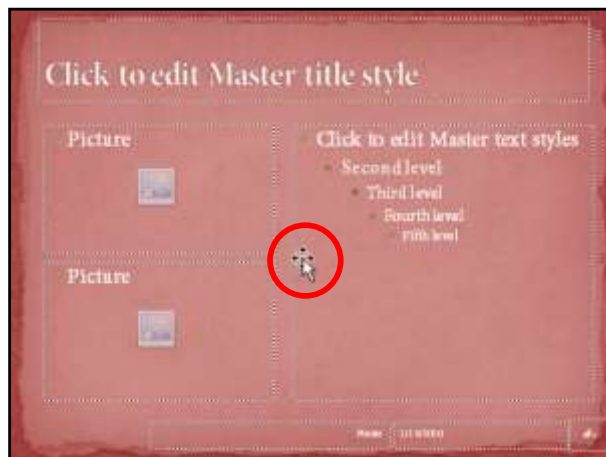 Click to edit Master title style
Picture
Picture
Click to edit Master text styles
Second level
Third level
Fourth level
Fifth level